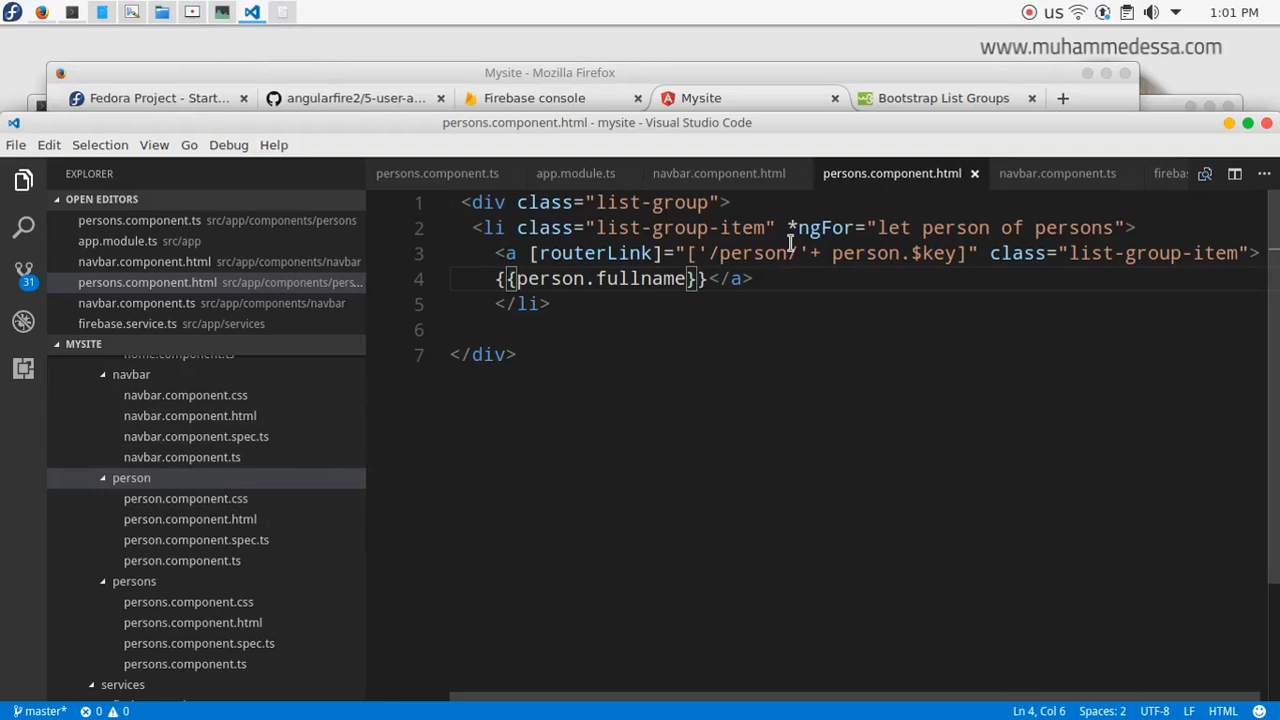 us
1:01 PM
www.muhammedessa.com
Mysite - Mozilla Firefox
Fedora Project - Start...
angularfire2/5-user-a...
Firebase console
Mysite
Bootstrap List Groups
persons.component.html - mysite - Visual Studio Code
File Edit Selection View Go Debug Help
EXPLORER
persons.component.ts
app.module.ts
navbar.component.html
persons.component.html
navbar.component.ts
fireba
OPEN EDITORS
persons.component.ts src/app/components/persons
app.module.ts src/app
navbar.component.html src/app/components/navbar
persons.component.html src/app/components/pers...
navbar.component.ts src/app/components/navbar
firebase.service.ts src/app/services
31
MYSITE
home.component.ts
navbar
navbar.component.css
navbar.component.html
navbar.component.spec.ts
navbar.component.ts
person
person.component.css
person.component.html
person.component.spec.ts
person.component.ts
persons
persons.component.css
persons.component.html
persons.component.spec.ts
persons.component.ts
services
1 <div class="list-group">
2 <li class="list-group-item" *ngFor="let person of persons">
3 <a [routerLink]="['/person/'+ person.$key]" class="list-group-item">
4 {{person.fullname}}</a>
5 </li>
6
7 </div>
master* 0 0
Ln 4, Col 6 Spaces: 2 UTF-8 LF HTML